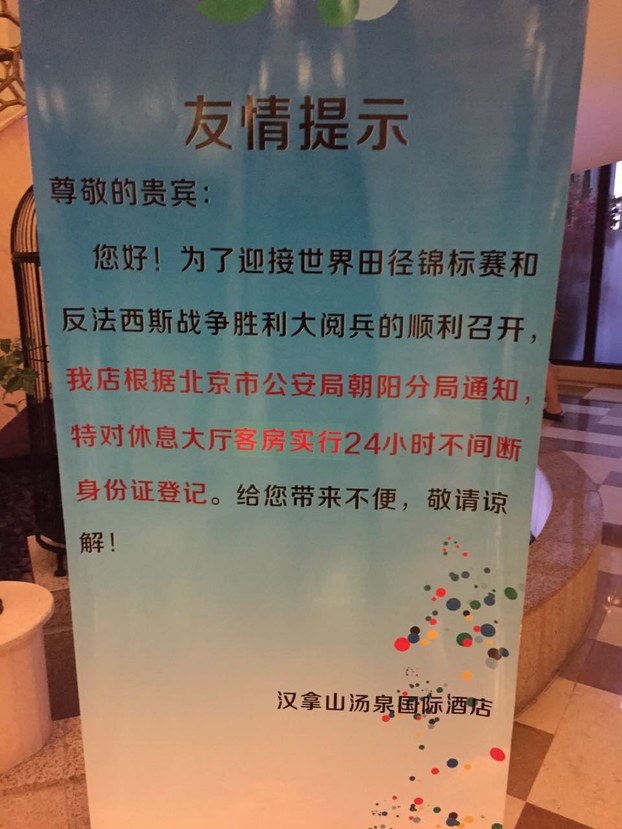 友情提示
尊敬的贵宾：
您好！为了迎接世界田径锦标赛和
反法西斯战争胜利大阅兵的顺利召开，
我店根据北京市公安局朝阳分局通知，
特对休息大厅客房实行24小时不间断
身份证登记。给您带来不便，敬请谅
解！
汉拿山汤泉国际酒店